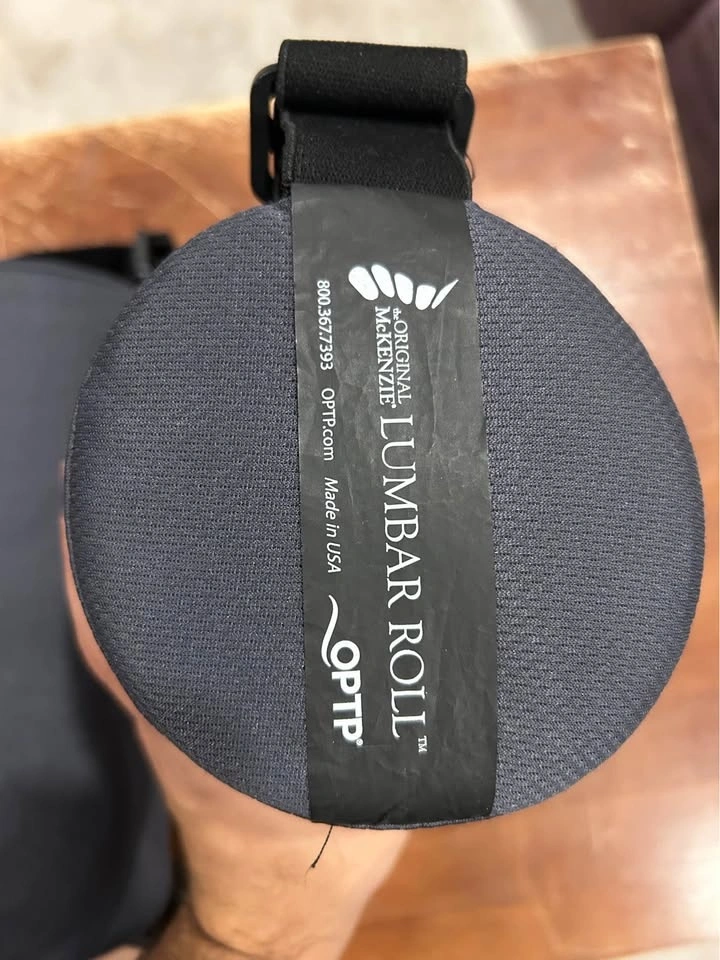 the ORIGINAL
McKENZIE® LUMBAR ROLL™
800.367.7393 OPTP.com Made in USA OPTP®